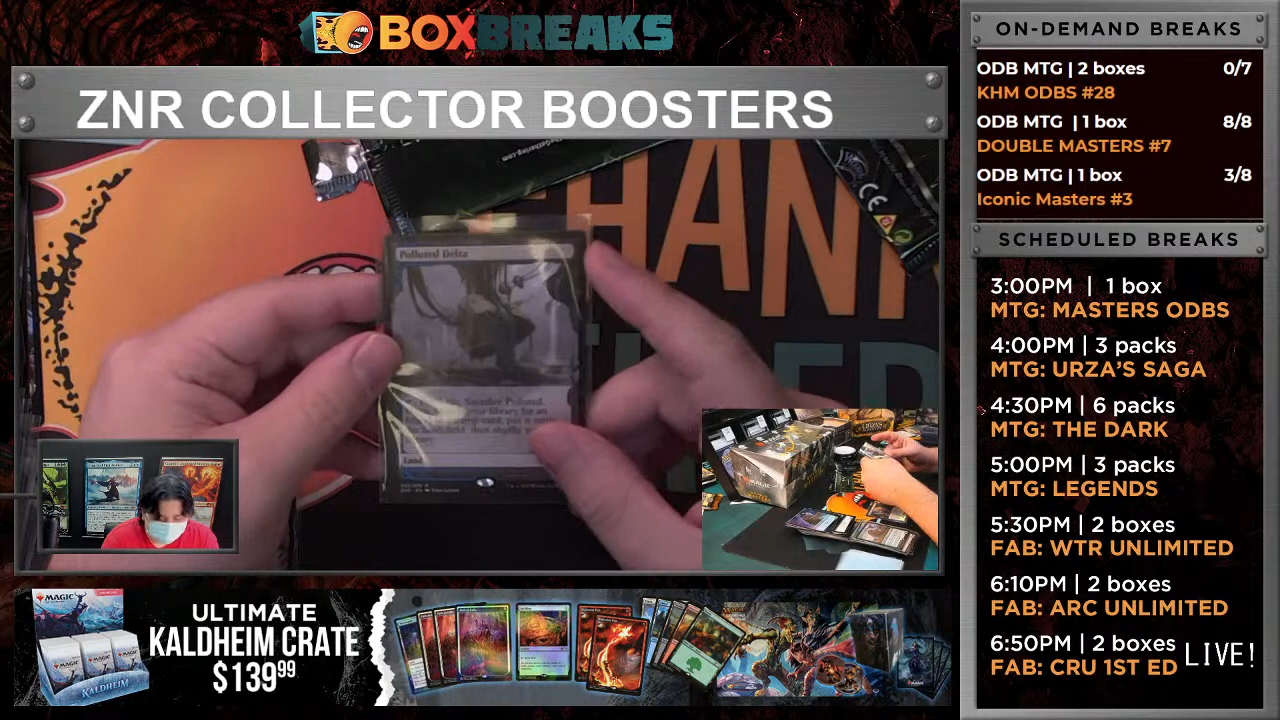 BOXBREAKS
ZNR COLLECTOR BOOSTERS
Polluted Delta
Land
HAN
ULTIMATE
KALDHEIM CRATE
$139.99
MAGIC
KALDHEIM
ON-DEMAND BREAKS
ODB MTG | 2 boxes 0/7
KHM ODBS #28
ODB MTG | 1 box 8/8
DOUBLE MASTERS #7
ODB MTG | 1 box 3/8
Iconic Masters #3
SCHEDULED BREAKS
3:00PM | 1 box
MTG: MASTERS ODBS
4:00PM | 3 packs
MTG: URZA'S SAGA
4:30PM | 6 packs
MTG: THE DARK
5:00PM | 3 packs
MTG: LEGENDS
5:30PM | 2 boxes
FAB: WTR UNLIMITED
6:10PM | 2 boxes
FAB: ARC UNLIMITED
6:50PM | 2 boxes
FAB: CRU 1ST ED
LIVE!